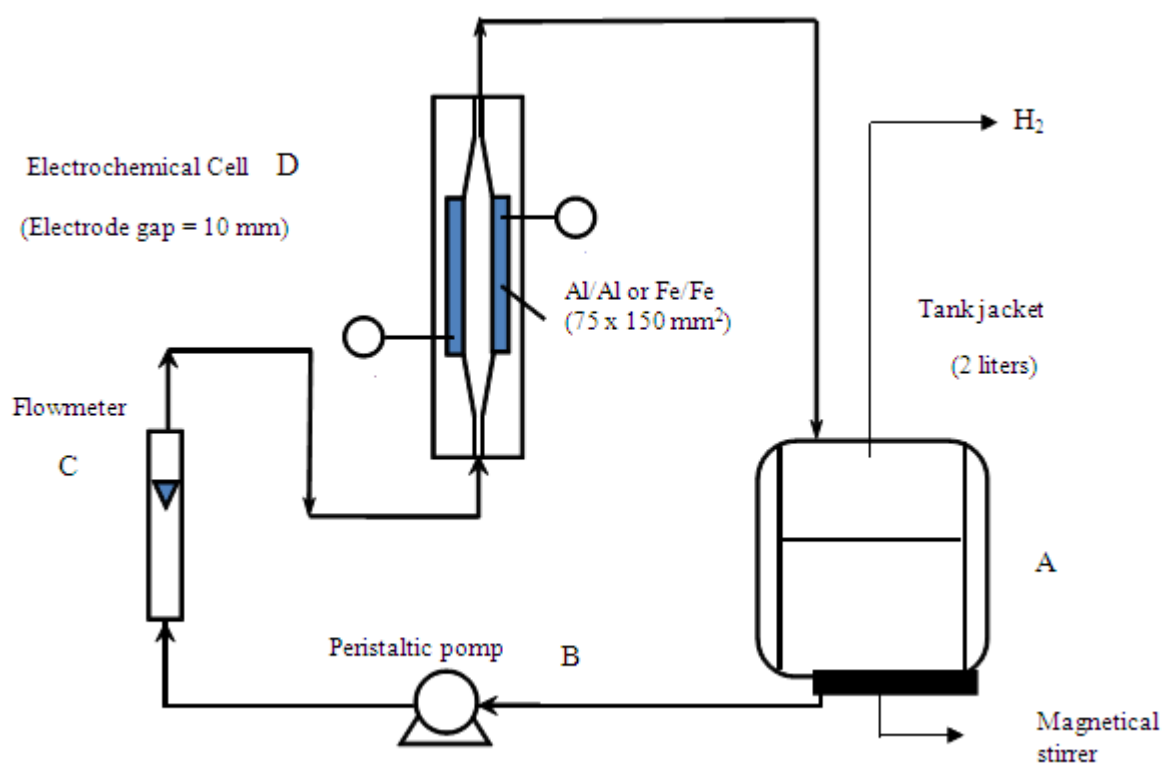 H₂
Electrochemical Cell D
(Electrode gap = 10 mm)
Al/Al or Fe/Fe
(75 x 150 mm²)
Tank jacket
(2 liters)
Flowmeter
C
A
Peristaltic pomp
B
Magnetical
stirrer